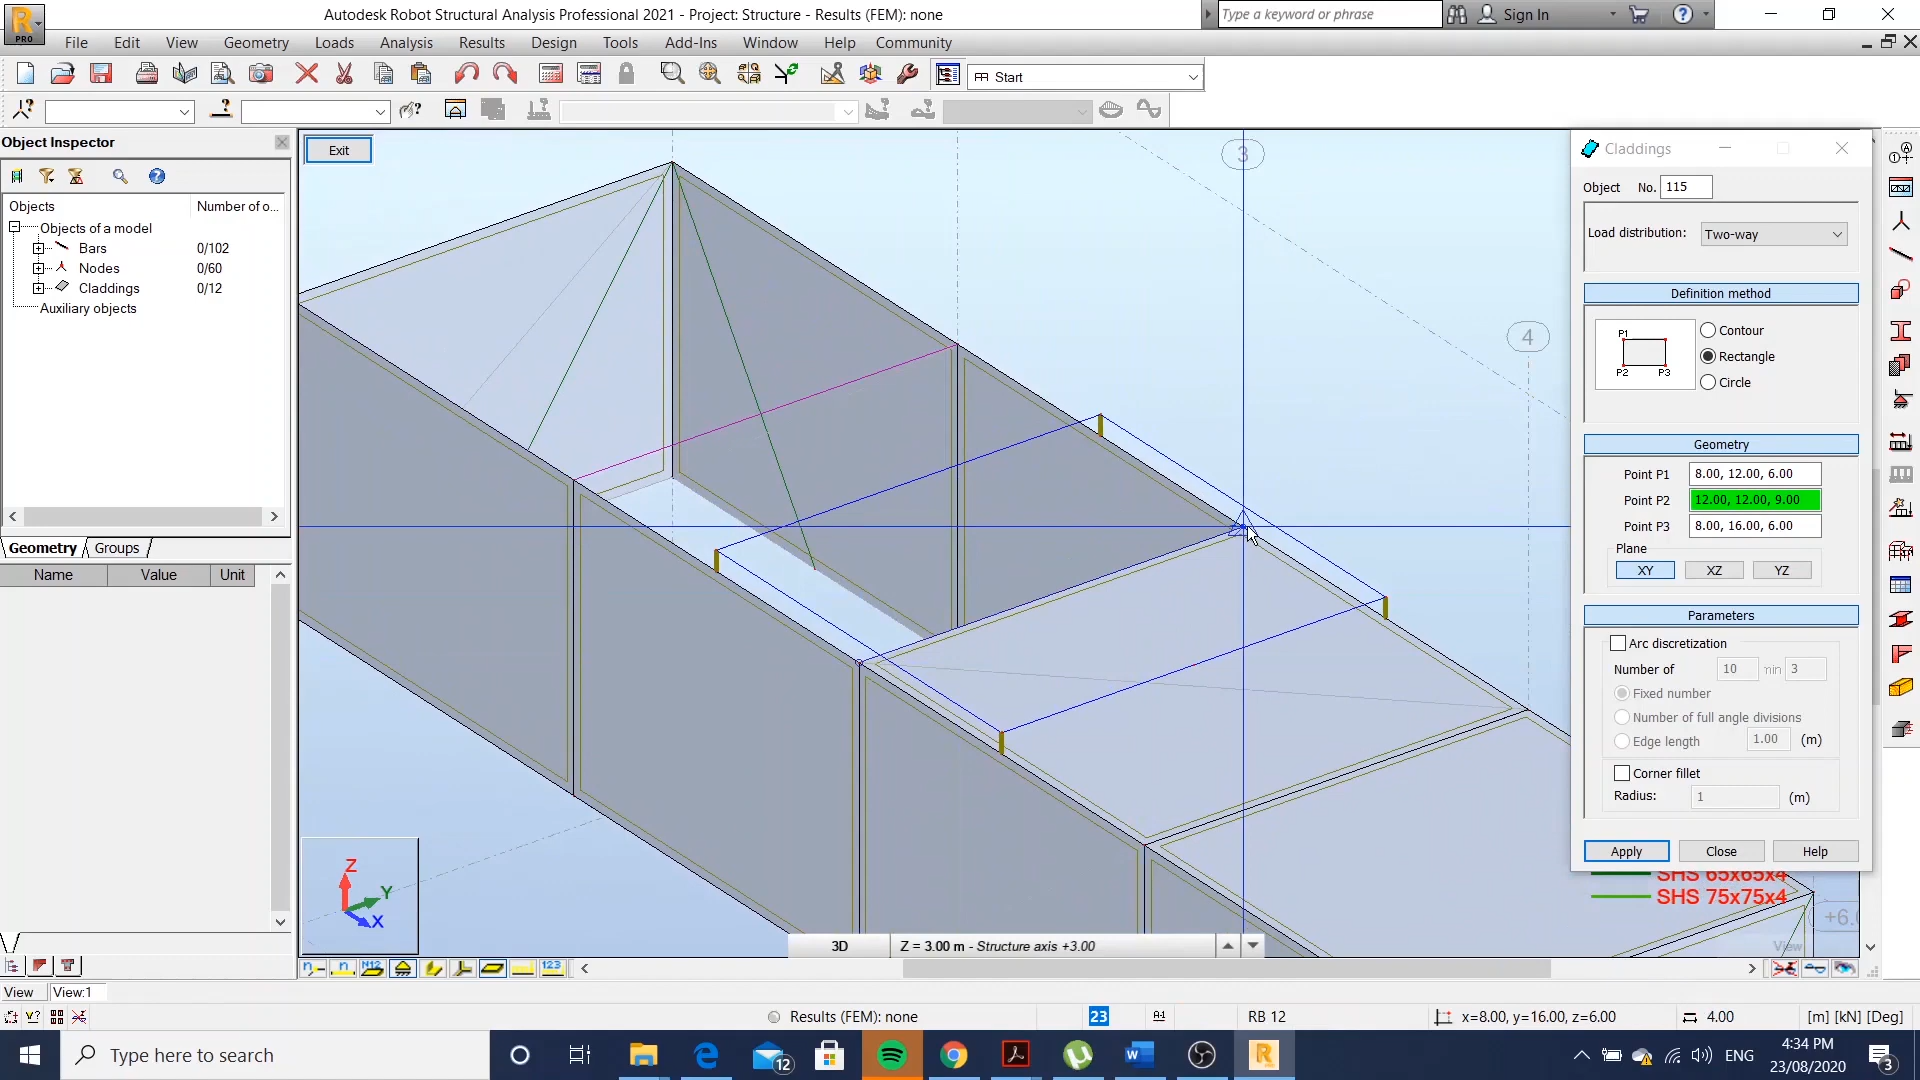 Autodesk Robot Structural Analysis Professional 2021 - Project: Structure - Results (FEM): none
Type a keyword or phrase
Sign In
PRO
File Edit View Geometry Loads Analysis Results Design Tools Add-Ins Window Help Community
Start
Object Inspector
Objects Number of o...
Objects of a model
Bars 0/102
Nodes 0/60
Claddings 0/12
Auxiliary objects
Geometry Groups
Name Value Unit
Exit
3
4
Claddings
Object No. 115
Load distribution: Two-way
Definition method
P1
P2 P3
Contour
Rectangle
Circle
Geometry
Point P1 8.00, 12.00, 6.00
Point P2 12.00, 12.00, 9.00
Point P3 8.00, 16.00, 6.00
Plane
XY XZ YZ
Parameters
Arc discretization
Number of 10 min 3
Fixed number
Number of full angle divisions
Edge length 1.00 (m)
Corner fillet
Radius: 1 (m)
Apply Close Help
SHS 65x65x4
SHS 75x75x4
+6.0
View
Z
Y
X
3D Z = 3.00 m - Structure axis +3.00
View View:1
Results (FEM): none 23 RB 12 x=8.00, y=16.00, z=6.00 4.00 [m] [kN] [Deg]
Type here to search
12
ENG
4:34 PM
23/08/2020
3